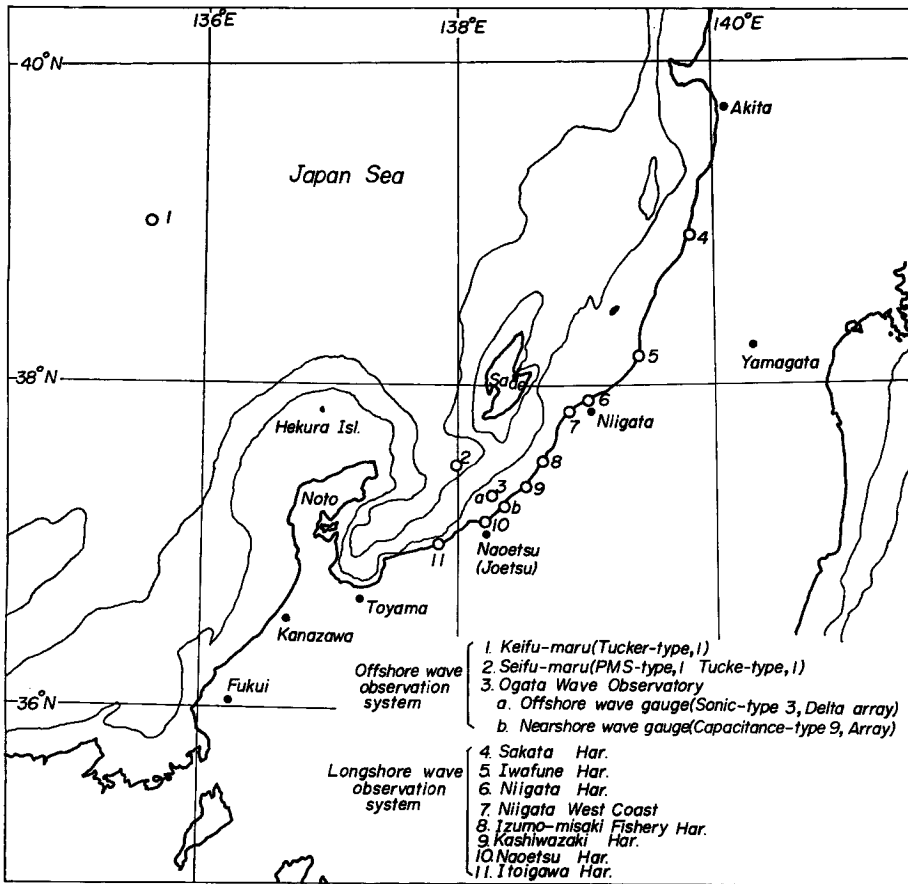 136°E
138°E
140°E
40°N
Akita
Japan Sea
1
4
38°N
Sado
5
Yamagata
6
7
Niigata
Hekura Isl.
2
8
Noto
a 3
9
b
10
11
Naoetsu
(Joetsu)
Toyama
Kanazawa
Fukui
36°N
Offshore wave
observation
system
1. Keifu-maru(Tucker-type,1)
2. Seifu-maru(PMS-type,1 Tucke-type,1)
3. Ogata Wave Observatory
a. Offshore wave gauge(Sonic-type 3, Delta array)
b. Nearshore wave gauge(Capacitance-type 9, Array)
Longshore wave
observation
system
4. Sakata Har.
5. Iwafune Har.
6. Niigata Har.
7. Niigata West Coast
8. Izumo-misaki Fishery Har.
9. Kashiwazaki Har.
10. Naoetsu Har.
11. Itoigawa Har.